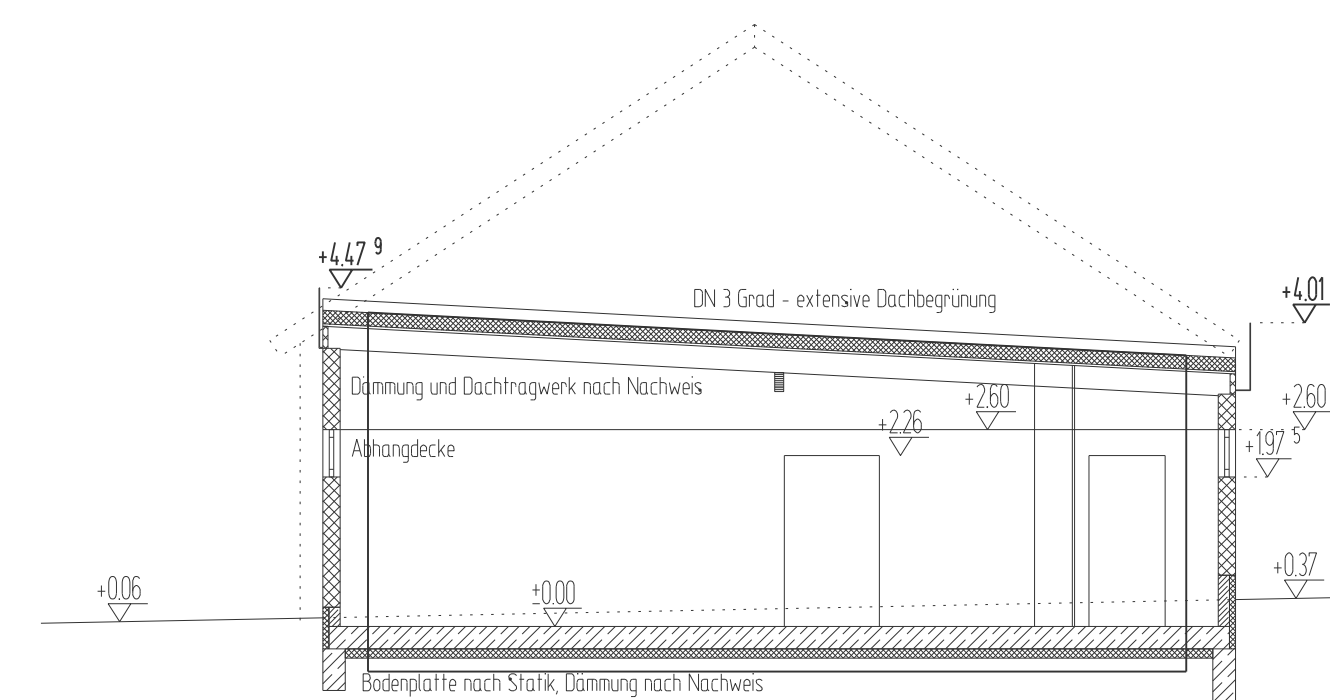 +4.47 9
DN 3 Grad - extensive Dachbegrünung
+4.01
Dämmung und Dachtragwerk nach Nachweis
+2.60
+2.60
+2.26
Abhangdecke
+1.97 5
+0.06
±0.00
+0.37
Bodenplatte nach Statik, Dämmung nach Nachweis